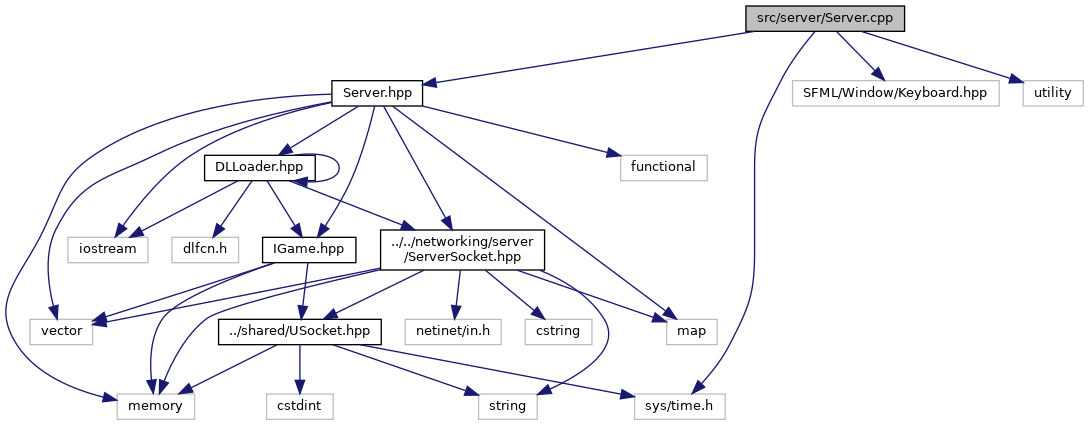 src/server/Server.cpp
Server.hpp
SFML/Window/Keyboard.hpp
utility
DLLoader.hpp
functional
iostream
dlfcn.h
IGame.hpp
../../networking/server
/ServerSocket.hpp
vector
../shared/USocket.hpp
netinet/in.h
cstring
map
memory
cstdint
string
sys/time.h